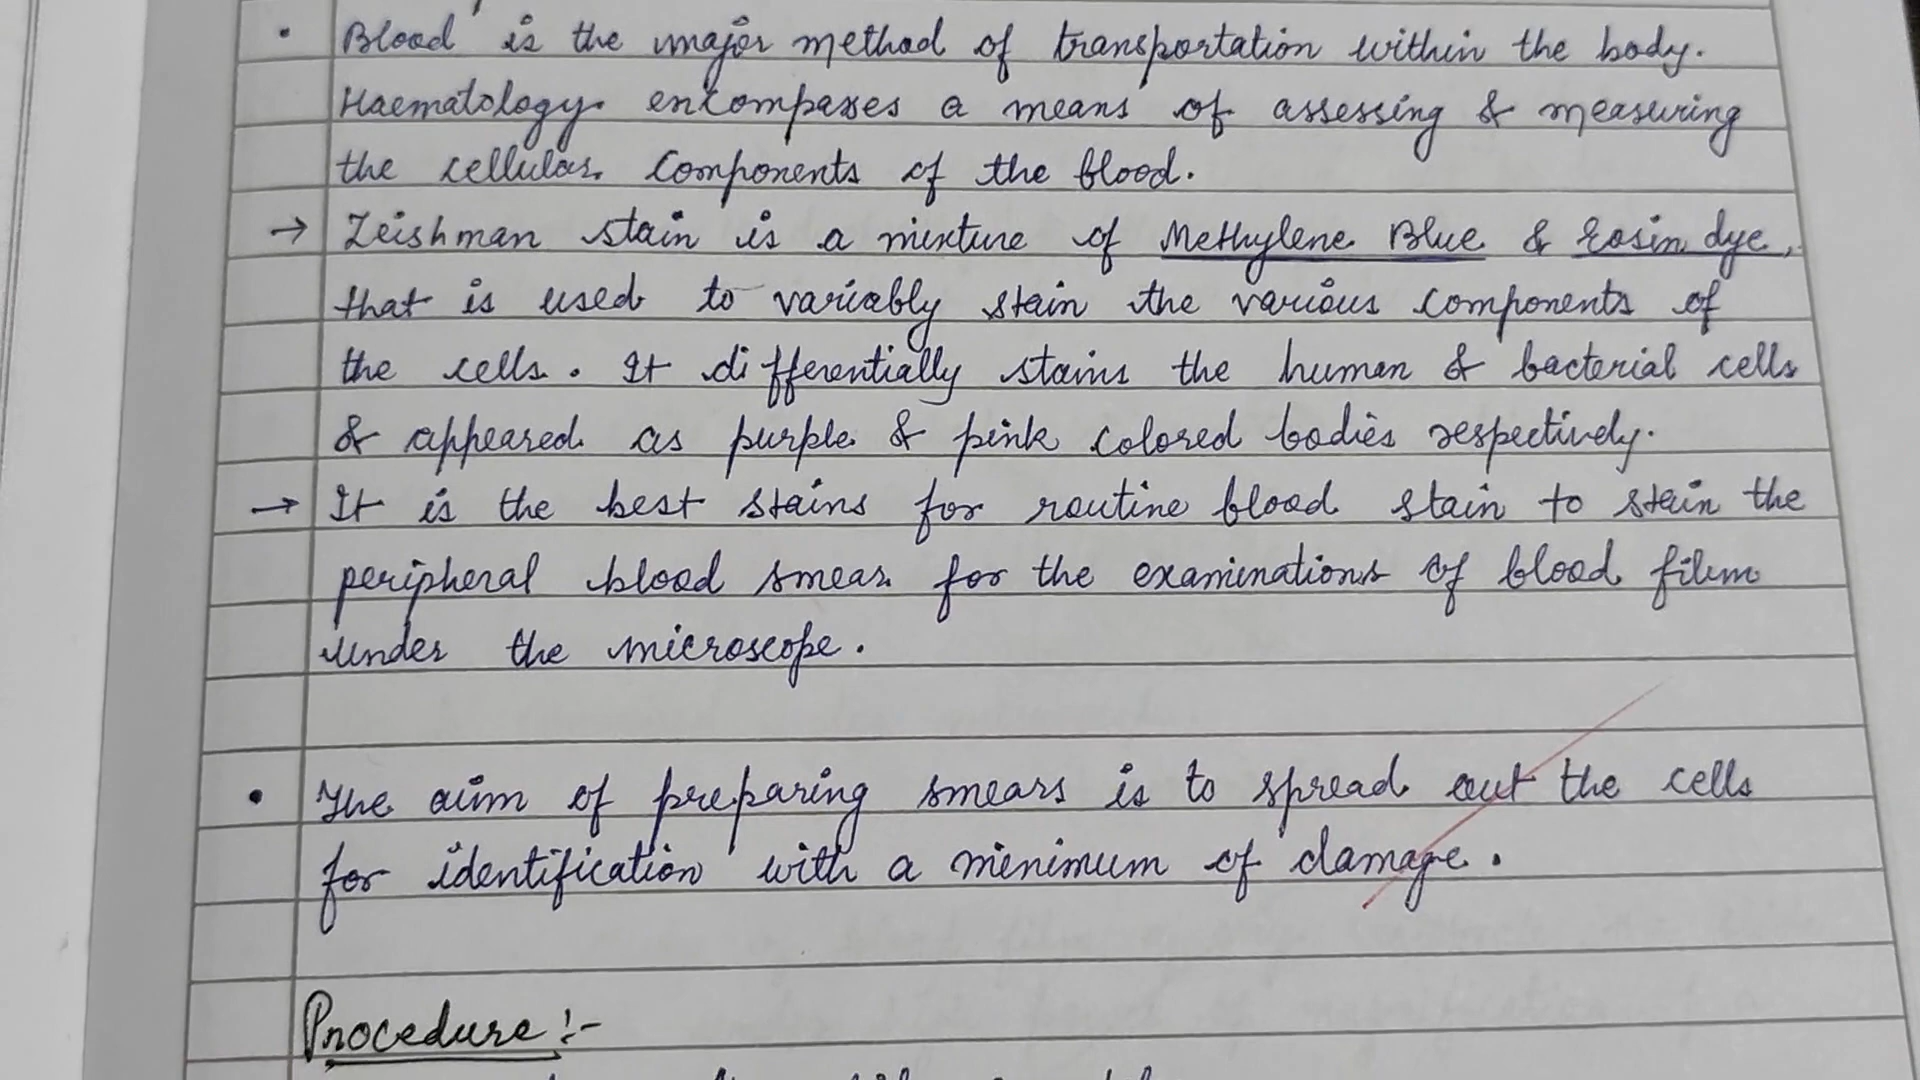 • Blood is the major method of transportation within the body.
Haematology encompases a means of assessing & measuring
the cellular components of the blood.
→ Leishman stain is a mixture of Methylene Blue & Eosin dye,
that is used to variably stain the various components of
the cells. It differentially stains the human & bacterial cells
& appeared as purple & pink colored bodies respectively.
→ It is the best stains for routine blood stain to stain the
peripheral blood smear for the examinations of blood film
under the microscope.
• The aim of preparing smears is to spread out the cells
for identification with a minimum of damage.
Procedure :-